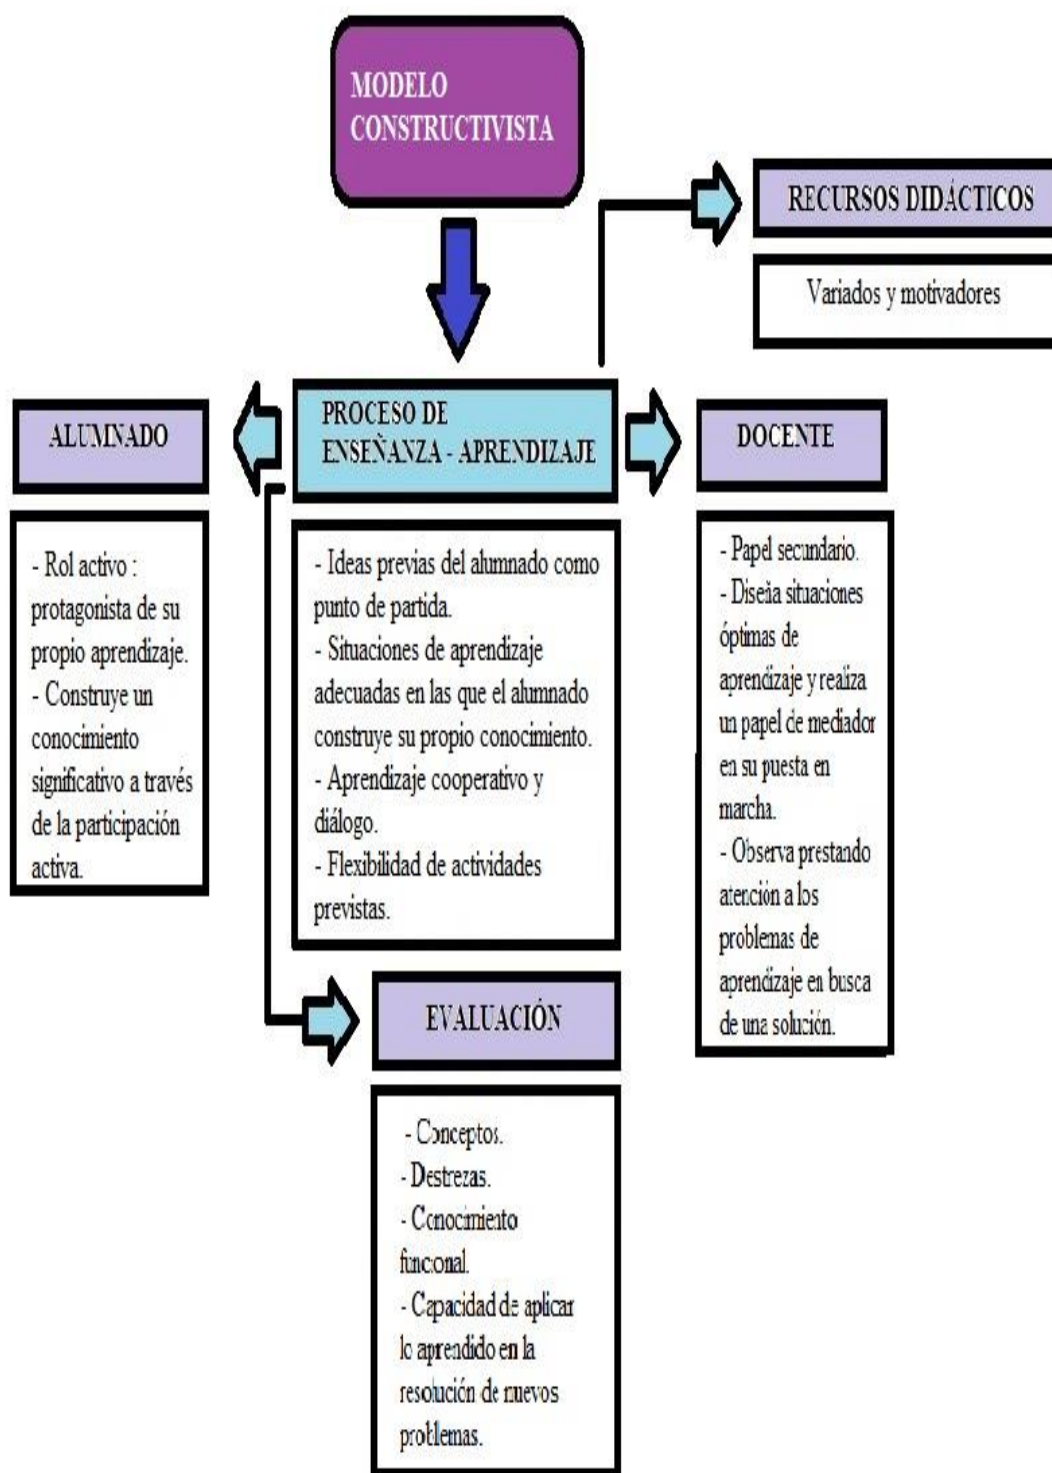 MODELO
CONSTRUCTIVISTA
RECURSOS DIDÁCTICOS
Variados y motivadores
ALUMNADO
- Rol activo :
protagonista de su
propio aprendizaje.
- Construye un
conocimiento
significativo a través
de la participación
activa.
PROCESO DE
ENSEÑANZA - APRENDIZAJE
- Ideas previas del alumnado como
punto de partida.
- Situaciones de aprendizaje
adecuadas en las que el alumnado
construye su propio conocimiento.
- Aprendizaje cooperativo y
diálogo.
- Flexibilidad de actividades
previstas.
DOCENTE
- Papel secundario.
- Diseña situaciones
óptimas de
aprendizaje y realiza
un papel de mediador
en su puesta en
marcha.
- Observa prestando
atención a los
problemas de
aprendizaje en busca
de una solución.
EVALUACIÓN
- Conceptos.
- Destrezas.
- Conocimiento
funcional.
- Capacidad de aplicar
lo aprendido en la
resolución de nuevos
problemas.